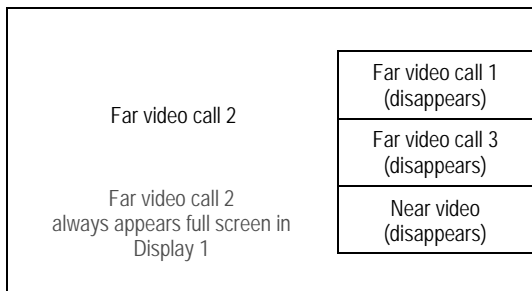 Far video call 2
Far video call 2
always appears full screen in
Display 1
Far video call 1
(disappears)
Far video call 3
(disappears)
Near video
(disappears)